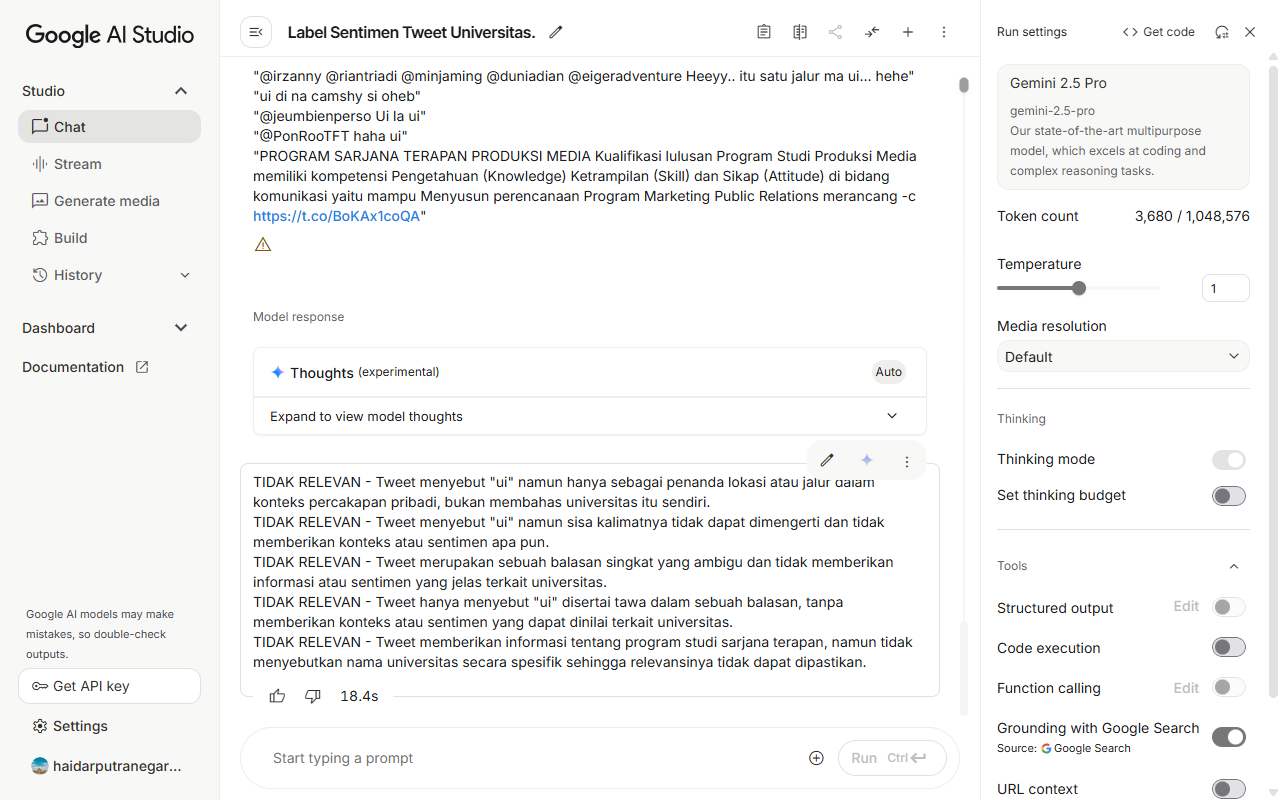 Google AI Studio
Studio
Chat
Stream
Generate media
Build
History
Dashboard
Documentation
Google AI models may make
mistakes, so double-check
outputs.
Get API key
Settings
haidarputranegar...
Label Sentimen Tweet Universitas.
"@irzanny @riantriadi @minjaming @duniadian @eigeradventure Heeyy.. itu satu jalur ma ui... hehe"
"ui di na camshy si oheb"
"@jeumbienperso Ui la ui"
"@PonRooTFT haha ui"
"PROGRAM SARJANA TERAPAN PRODUKSI MEDIA Kualifikasi lulusan Program Studi Produksi Media
memiliki kompetensi Pengetahuan (Knowledge) Ketrampilan (Skill) dan Sikap (Attitude) di bidang
komunikasi yaitu mampu Menyusun perencanaan Program Marketing Public Relations merancang -c
https://t.co/BoKAx1coQA"
Model response
Thoughts (experimental)
Auto
Expand to view model thoughts
TIDAK RELEVAN - Tweet menyebut "ui" namun hanya sebagai penanda lokasi atau jalur dalam
konteks percakapan pribadi, bukan membahas universitas itu sendiri.
TIDAK RELEVAN - Tweet menyebut "ui" namun sisa kalimatnya tidak dapat dimengerti dan tidak
memberikan konteks atau sentimen apa pun.
TIDAK RELEVAN - Tweet merupakan sebuah balasan singkat yang ambigu dan tidak memberikan
informasi atau sentimen yang jelas terkait universitas.
TIDAK RELEVAN - Tweet hanya menyebut "ui" disertai tawa dalam sebuah balasan, tanpa
memberikan konteks atau sentimen yang dapat dinilai terkait universitas.
TIDAK RELEVAN - Tweet memberikan informasi tentang program studi sarjana terapan, namun tidak
menyebutkan nama universitas secara spesifik sehingga relevansinya tidak dapat dipastikan.
18.4s
Start typing a prompt
Run Ctrl
Run settings
Get code
Gemini 2.5 Pro
gemini-2.5-pro
Our state-of-the-art multipurpose
model, which excels at coding and
complex reasoning tasks.
Token count 3,680 / 1,048,576
Temperature
1
Media resolution
Default
Thinking
Thinking mode
Set thinking budget
Tools
Structured output Edit
Code execution
Function calling Edit
Grounding with Google Search
Source: Google Search
URL context